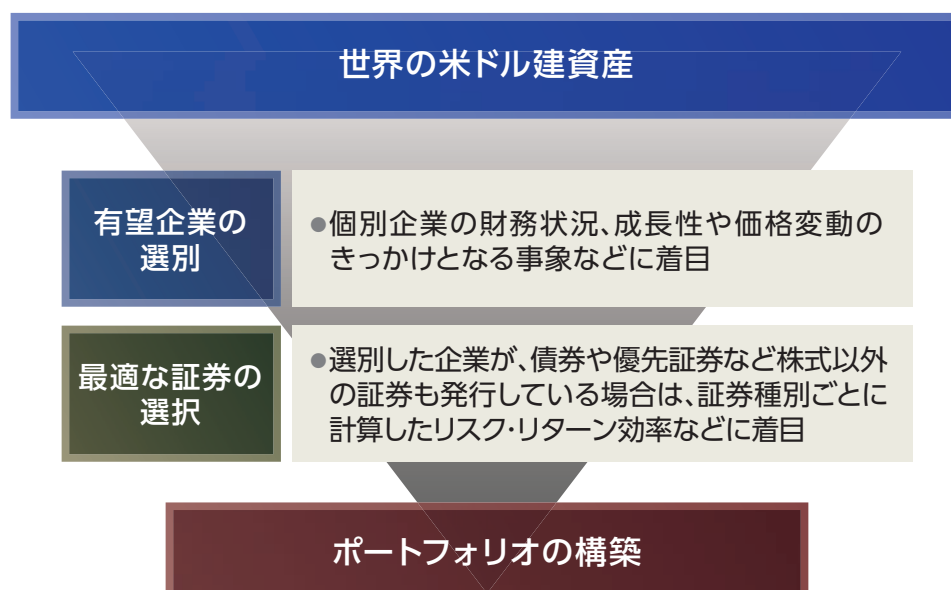 世界の米ドル建資産
有望企業の
選別
●個別企業の財務状況、成長性や価格変動の
きっかけとなる事象などに着目
最適な証券の
選択
●選別した企業が、債券や優先証券など株式以外
の証券も発行している場合は、証券種別ごとに
計算したリスク・リターン効率などに着目
ポートフォリオの構築